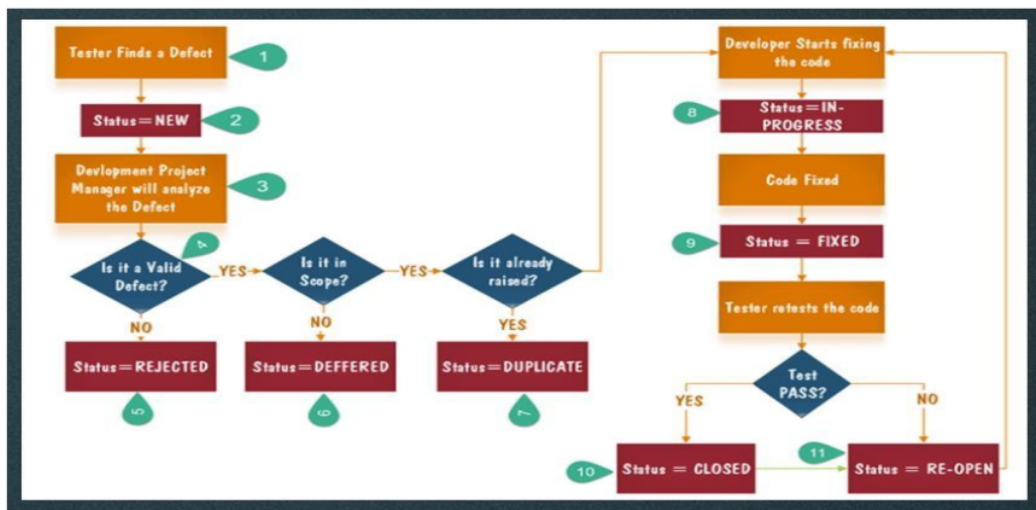 Tester Finds a Defect
1
Status=NEW
2
Devlopment Project
Manager will analyze
the Defect
3
4
Is it a Valid
Defect?
YES
Is it in
Scope?
YES
Is it already
raised?
NO
NO
YES
Status=REJECTED
Status=DEFFERED
Status=DUPLICATE
5
6
7
Developer Starts fixing
the code
8
Status=IN-
PROGRESS
Code Fixed
9
Status = FIXED
Tester retests the code
Test
PASS?
YES
NO
10
Status = CLOSED
11
Status = RE-OPEN